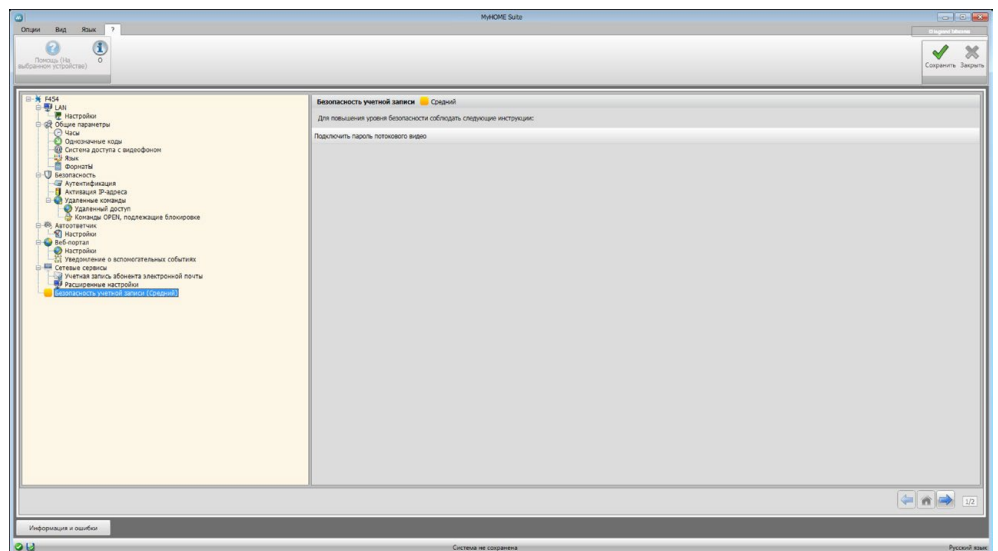 MyHOME Suite
Опции Вид Язык ?
Помощь (На
выбранном устройстве)
О
Сохранить Закрыть
F454
LAN
Настройки
Общие параметры
Часы
Однозначные коды
Система доступа с видеофоном
Язык
Форматы
Безопасность
Аутентификация
Активация IP-адреса
Удаленные команды
Удаленный доступ
Команды OPEN, подлежащие блокировке
Автоответчик
Настройки
Веб-портал
Настройки
Уведомление о вспомогательных событиях
Сетевые сервисы
Учетная запись абонента электронной почты
Расширенные настройки
Безопасность учетной записи (Средний)
Безопасность учетной записи Средний
Для повышения уровня безопасности соблюдать следующие инструкции:
Подключить пароль потокового видео
1/2
Информация и ошибки
Система не сохранена
Русский язык